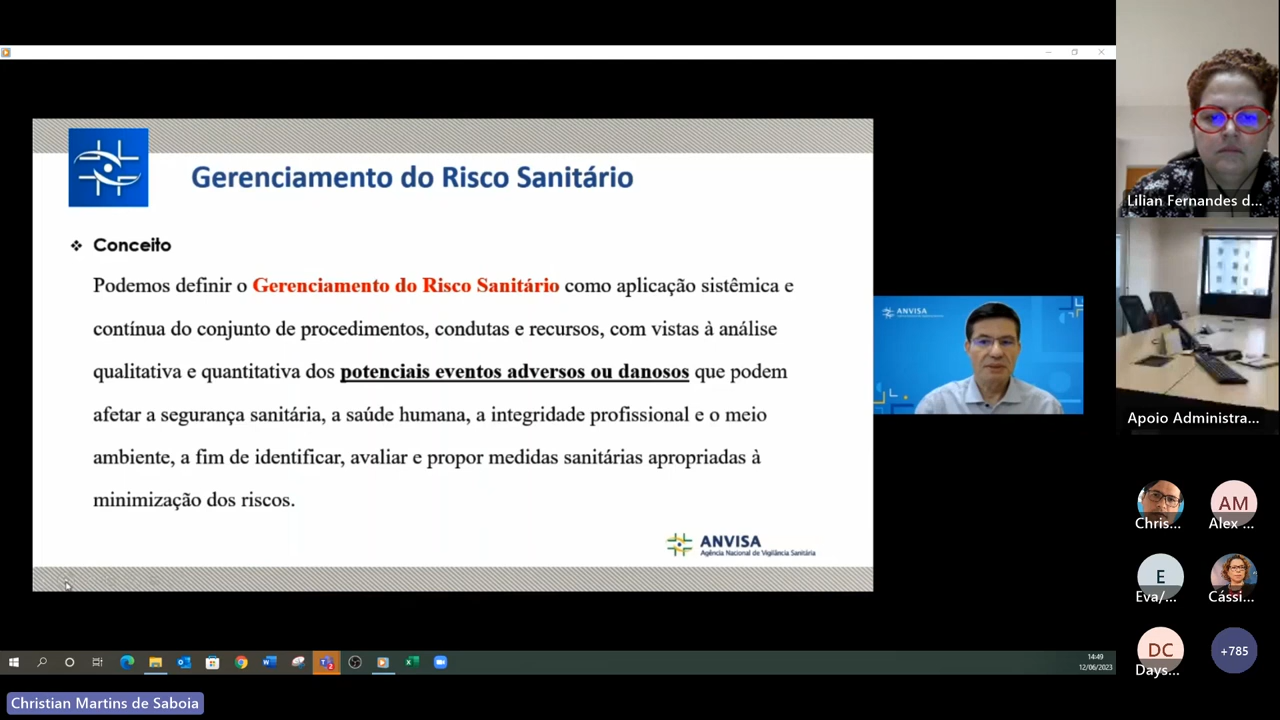 Gerenciamento do Risco Sanitário
Conceito
Podemos definir o Gerenciamento do Risco Sanitário como aplicação sistêmica e
contínua do conjunto de procedimentos, condutas e recursos, com vistas à análise
qualitativa e quantitativa dos potenciais eventos adversos ou danosos que podem
afetar a segurança sanitária, a saúde humana, a integridade profissional e o meio
ambiente, a fim de identificar, avaliar e propor medidas sanitárias apropriadas à
minimização dos riscos.
ANVISA
Agência Nacional de Vigilância Sanitária
ANVISA
Lilian Fernandes d...
Apoio Administra...
Chris...
AM
Alex ...
E
Eva/...
Cássi...
DC
Days...
+785
14:49
12/06/2023
Christian Martins de Saboia